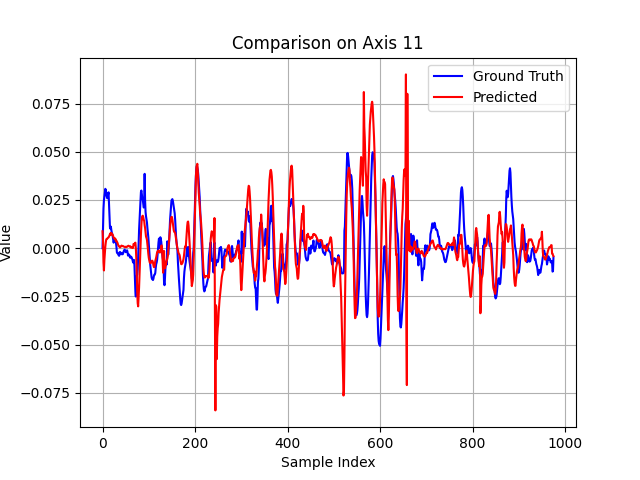 Comparison on Axis 11
Ground Truth
Predicted
Value
0.075
0.050
0.025
0.000
−0.025
−0.050
−0.075
0 200 400 600 800 1000
Sample Index